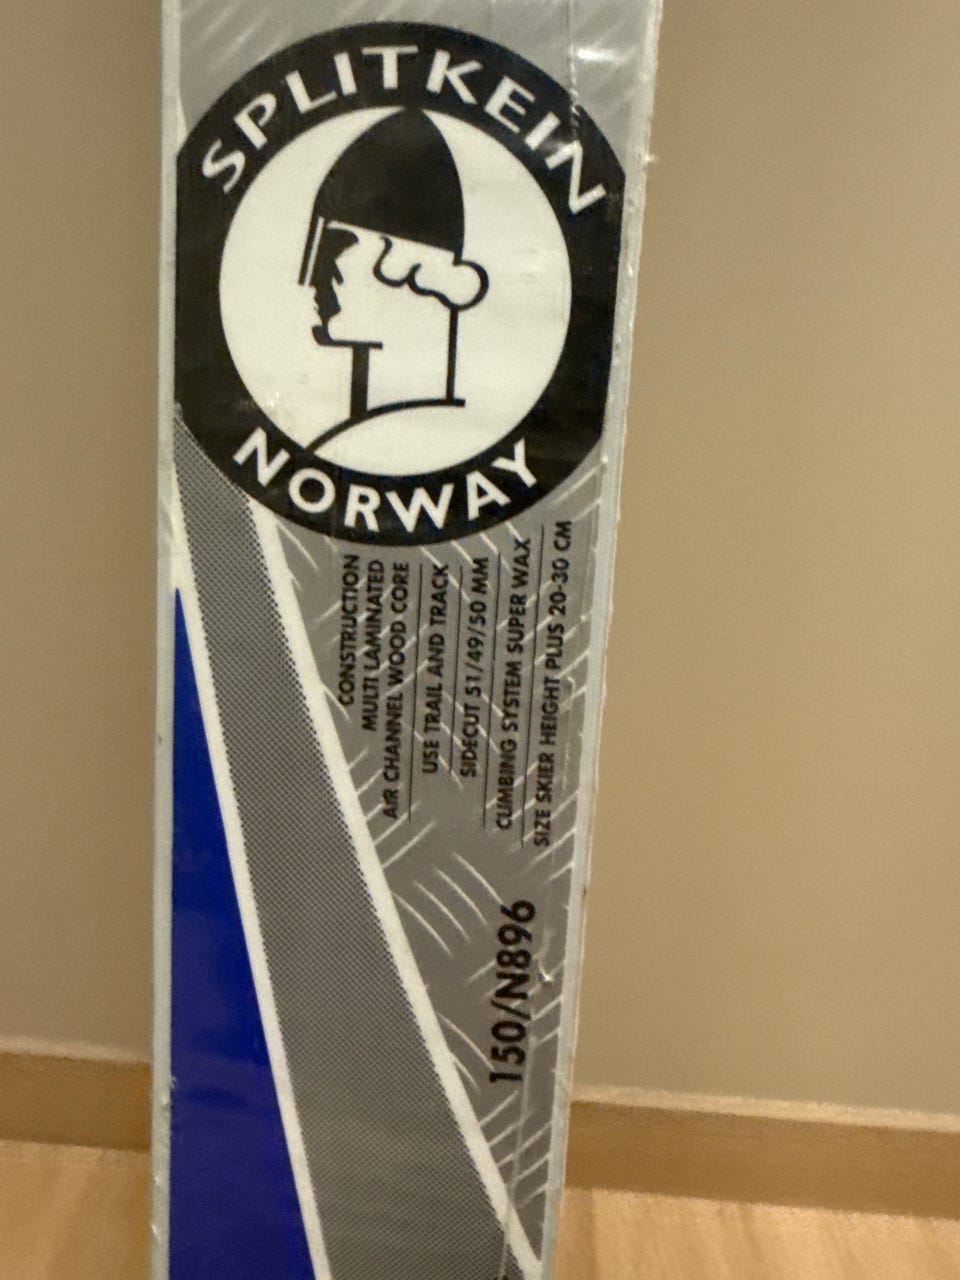 SPLITKEIN
NORWAY
CONSTRUCTION
MULTI LAMINATED
AIR CHANNEL WOOD CORE
USE TRAIL AND TRACK
SIDECUT 51/49/50 MM
CLIMBING SYSTEM SUPER WAX
SIZE SKIER HEIGHT PLUS 20-30 CM
150/N896